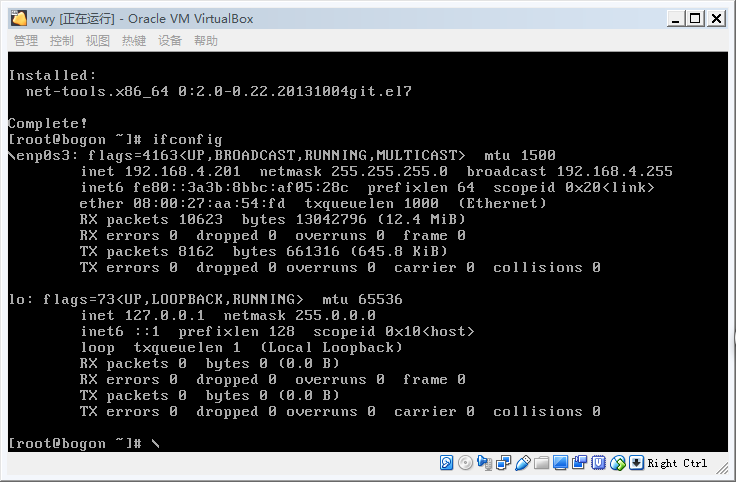 wwy [正在运行] - Oracle VM VirtualBox
管理 控制 视图 热键 设备 帮助
Installed:
  net-tools.x86_64 0:2.0-0.22.20131004git.el7
Complete!
[root@bogon ~]# ifconfig
\enp0s3: flags=4163<UP,BROADCAST,RUNNING,MULTICAST>  mtu 1500
        inet 192.168.4.201  netmask 255.255.255.0  broadcast 192.168.4.255
        inet6 fe80::3a3b:8bbc:af05:28c  prefixlen 64  scopeid 0x20<link>
        ether 08:00:27:aa:54:fd  txqueuelen 1000  (Ethernet)
        RX packets 10623  bytes 13042796 (12.4 MiB)
        RX errors 0  dropped 0  overruns 0  frame 0
        TX packets 8162  bytes 661316 (645.8 KiB)
        TX errors 0  dropped 0 overruns 0  carrier 0  collisions 0
lo: flags=73<UP,LOOPBACK,RUNNING>  mtu 65536
        inet 127.0.0.1  netmask 255.0.0.0
        inet6 ::1  prefixlen 128  scopeid 0x10<host>
        loop  txqueuelen 1  (Local Loopback)
        RX packets 0  bytes 0 (0.0 B)
        RX errors 0  dropped 0  overruns 0  frame 0
        TX packets 0  bytes 0 (0.0 B)
        TX errors 0  dropped 0 overruns 0  carrier 0  collisions 0
[root@bogon ~]# \
Right Ctrl